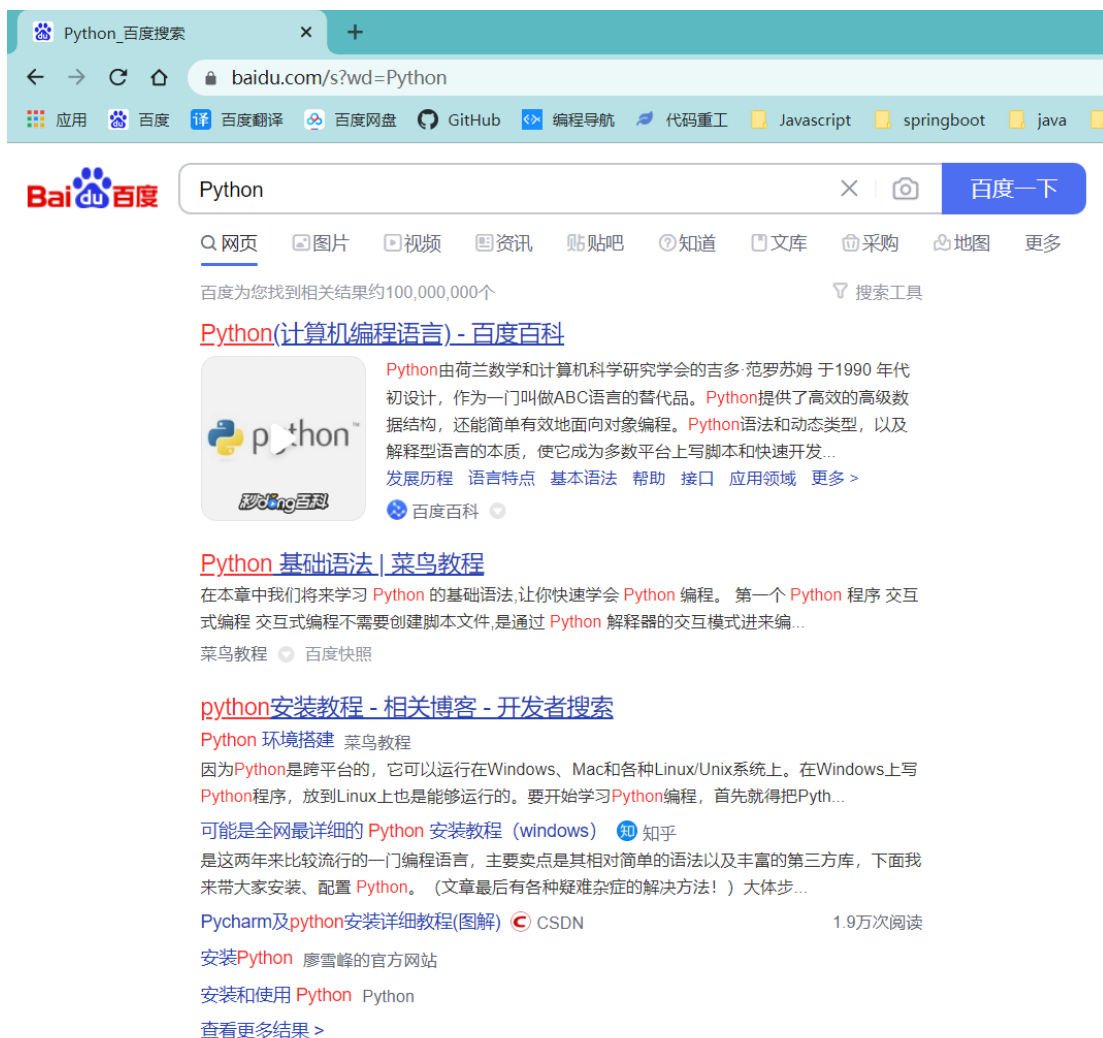 Python_百度搜索
baidu.com/s?wd=Python
应用 百度 译 百度翻译 百度网盘 GitHub 编程导航 代码重工 Javascript springboot java
Bai du 百度 Python 百度一下
网页 图片 视频 资讯 贴 贴吧 知道 文库 采购 地图 更多
百度为您找到相关结果约100,000,000个 搜索工具
Python(计算机编程语言) - 百度百科
Python由荷兰数学和计算机科学研究学会的吉多·范罗苏姆 于1990 年代
初设计，作为一门叫做ABC语言的替代品。Python提供了高效的高级数
据结构，还能简单有效地面向对象编程。Python语法和动态类型，以及
解释型语言的本质，使它成为多数平台上写脚本和快速开发...
发展历程 语言特点 基本语法 帮助 接口 应用领域 更多 >
python™
秒dong百科
百度百科
Python 基础语法 | 菜鸟教程
在本章中我们将来学习 Python 的基础语法,让你快速学会 Python 编程。 第一个 Python 程序 交互
式编程 交互式编程不需要创建脚本文件,是通过 Python 解释器的交互模式进来编...
菜鸟教程 百度快照
python安装教程 - 相关博客 - 开发者搜索
Python 环境搭建 菜鸟教程
因为Python是跨平台的，它可以运行在Windows、Mac和各种Linux/Unix系统上。在Windows上写
Python程序，放到Linux上也是能够运行的。要开始学习Python编程，首先就得把Pyth...
可能是全网最详细的 Python 安装教程（windows） 知 知乎
是这两年来比较流行的一门编程语言，主要卖点是其相对简单的语法以及丰富的第三方库，下面我
来带大家安装、配置 Python。（文章最后有各种疑难杂症的解决方法！）大体步...
Pycharm及python安装详细教程(图解) C CSDN 1.9万次阅读
安装Python 廖雪峰的官方网站
安装和使用 Python Python
查看更多结果 >